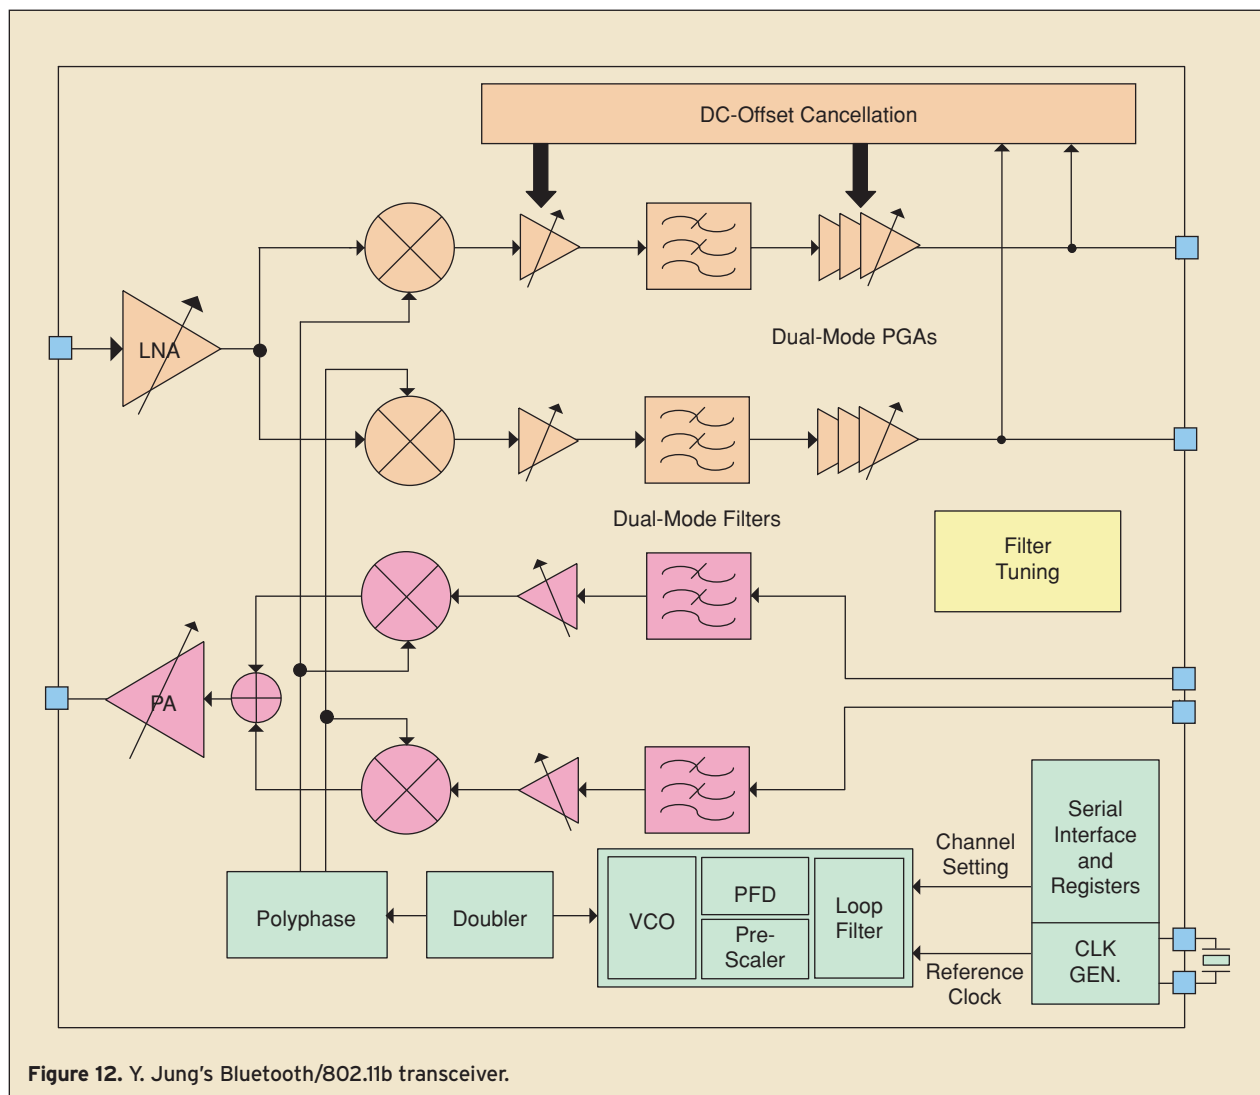 DC-Offset Cancellation
LNA
Dual-Mode PGAs
Dual-Mode Filters
Filter
Tuning
PA
Serial
Interface
and
Registers
Channel
Setting
Polyphase
Doubler
VCO
PFD
Pre-
Scaler
Loop
Filter
Reference
Clock
CLK
GEN.
Figure 12. Y. Jung's Bluetooth/802.11b transceiver.